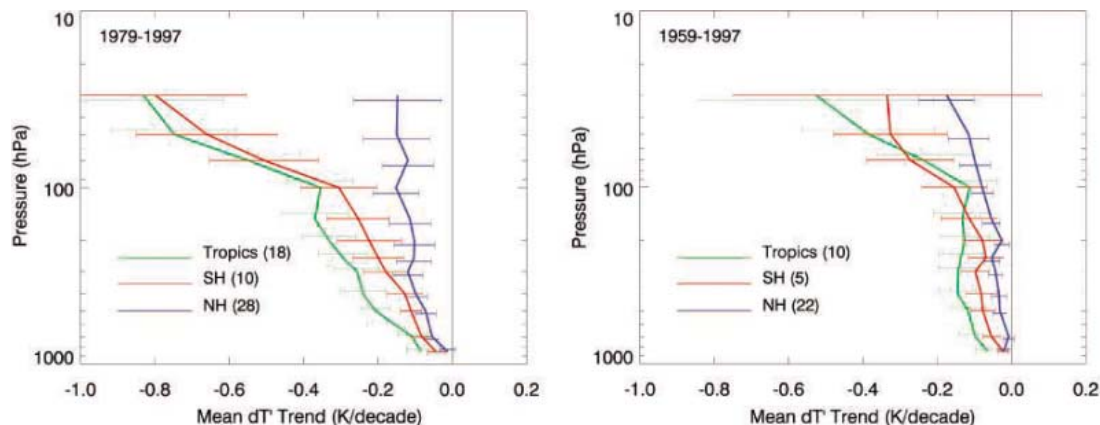 10
1979-1997
Pressure (hPa)
100
Tropics (18)
SH (10)
NH (28)
1000
-1.0 -0.8 -0.6 -0.4 -0.2 0.0 0.2
Mean dT' Trend (K/decade)
10
1959-1997
Pressure (hPa)
100
Tropics (10)
SH (5)
NH (22)
1000
-1.0 -0.8 -0.6 -0.4 -0.2 0.0 0.2
Mean dT' Trend (K/decade)